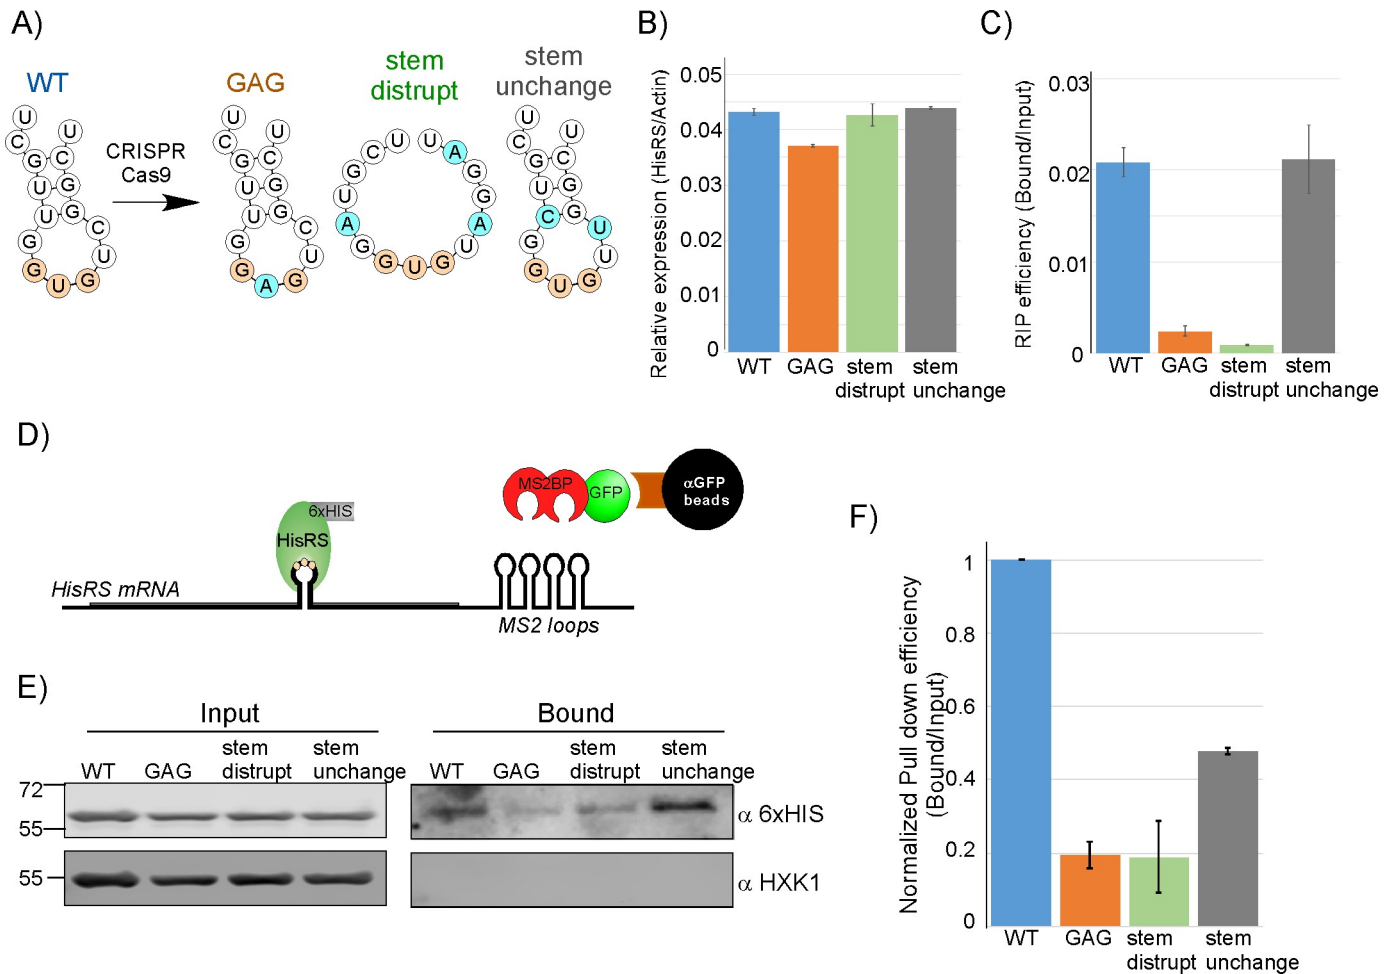 A)
WT
U
C
G
U
U
G
G
U
G
U
C
G
G
C
U
CRISPR
Cas9
GAG
U
C
G
U
U
G
G
A
G
U
C
G
G
C
U
stem
distrupt
U
C
G
U
A
G
G
U
G
U
A
G
G
A
U
stem
unchange
U
C
G
U
C
G
G
U
G
U
U
G
G
C
U
B)
Relative expression (HisRS/Actin)
0.05
0.04
0.03
0.02
0.01
0
WT
GAG
stem
distrupt
stem
unchange
C)
RIP efficiency (Bound/Input)
0.03
0.02
0.01
0
WT
GAG
stem
distrupt
stem
unchange
D)
6xHIS
HisRS
HisRS mRNA
MS2BP
GFP
αGFP
beads
MS2 loops
E)
Input
WT
GAG
stem
distrupt
stem
unchange
Bound
WT
GAG
stem
distrupt
stem
unchange
72
55
α 6xHIS
55
α HXK1
F)
Normalized Pull down efficiency
(Bound/Input)
1
0.8
0.6
0.4
0.2
0
WT
GAG
stem
distrupt
stem
unchange